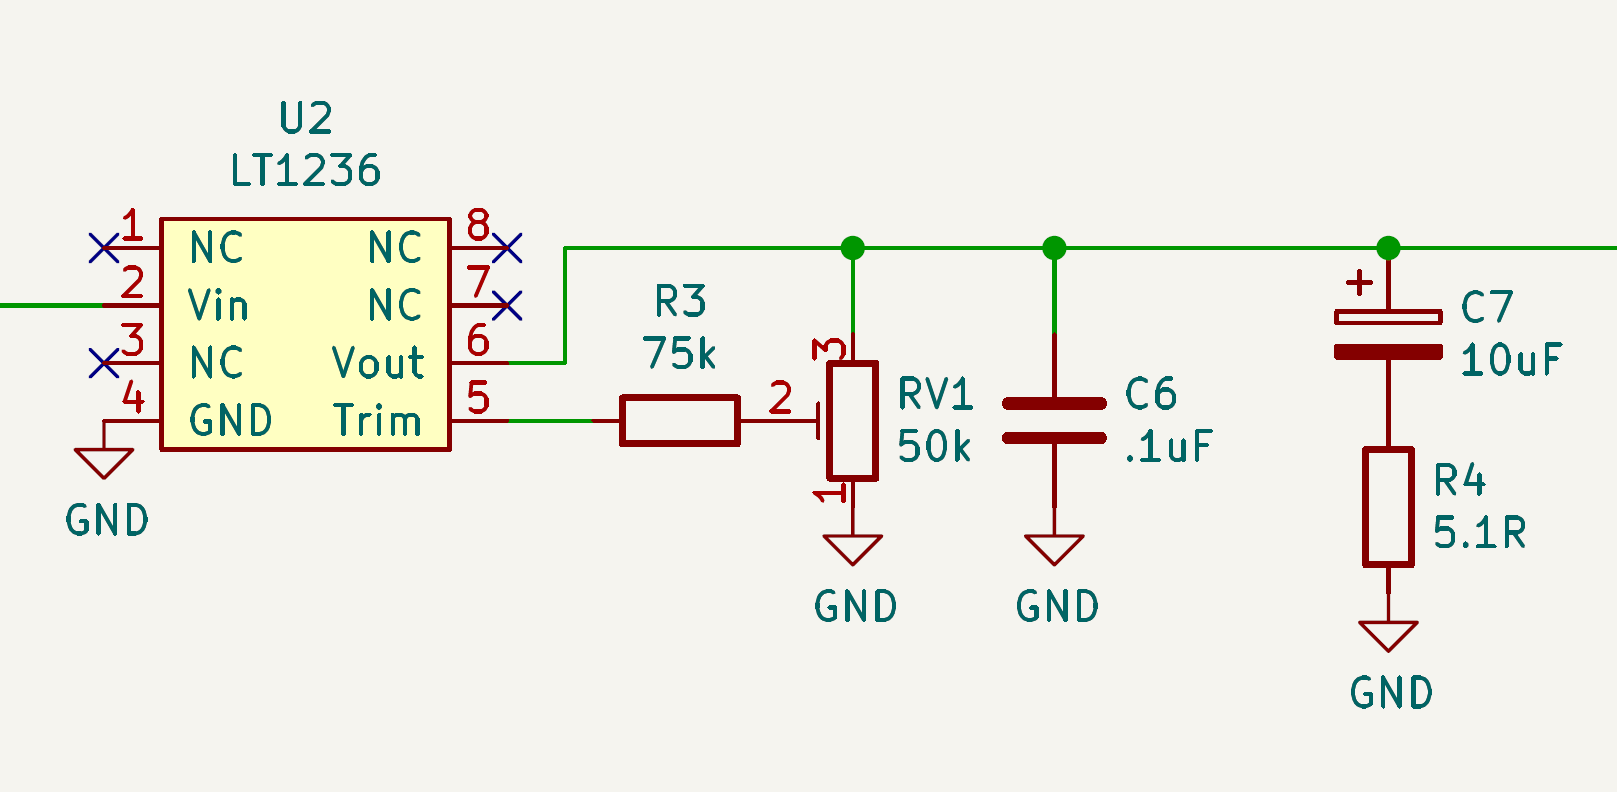 U2
LT1236
1 NC NC 8
2 Vin NC 7
3 NC Vout 6
4 GND Trim 5
GND
R3
75k
2
3
1
RV1
50k
GND
C6
.1uF
GND
+
C7
10uF
R4
5.1R
GND